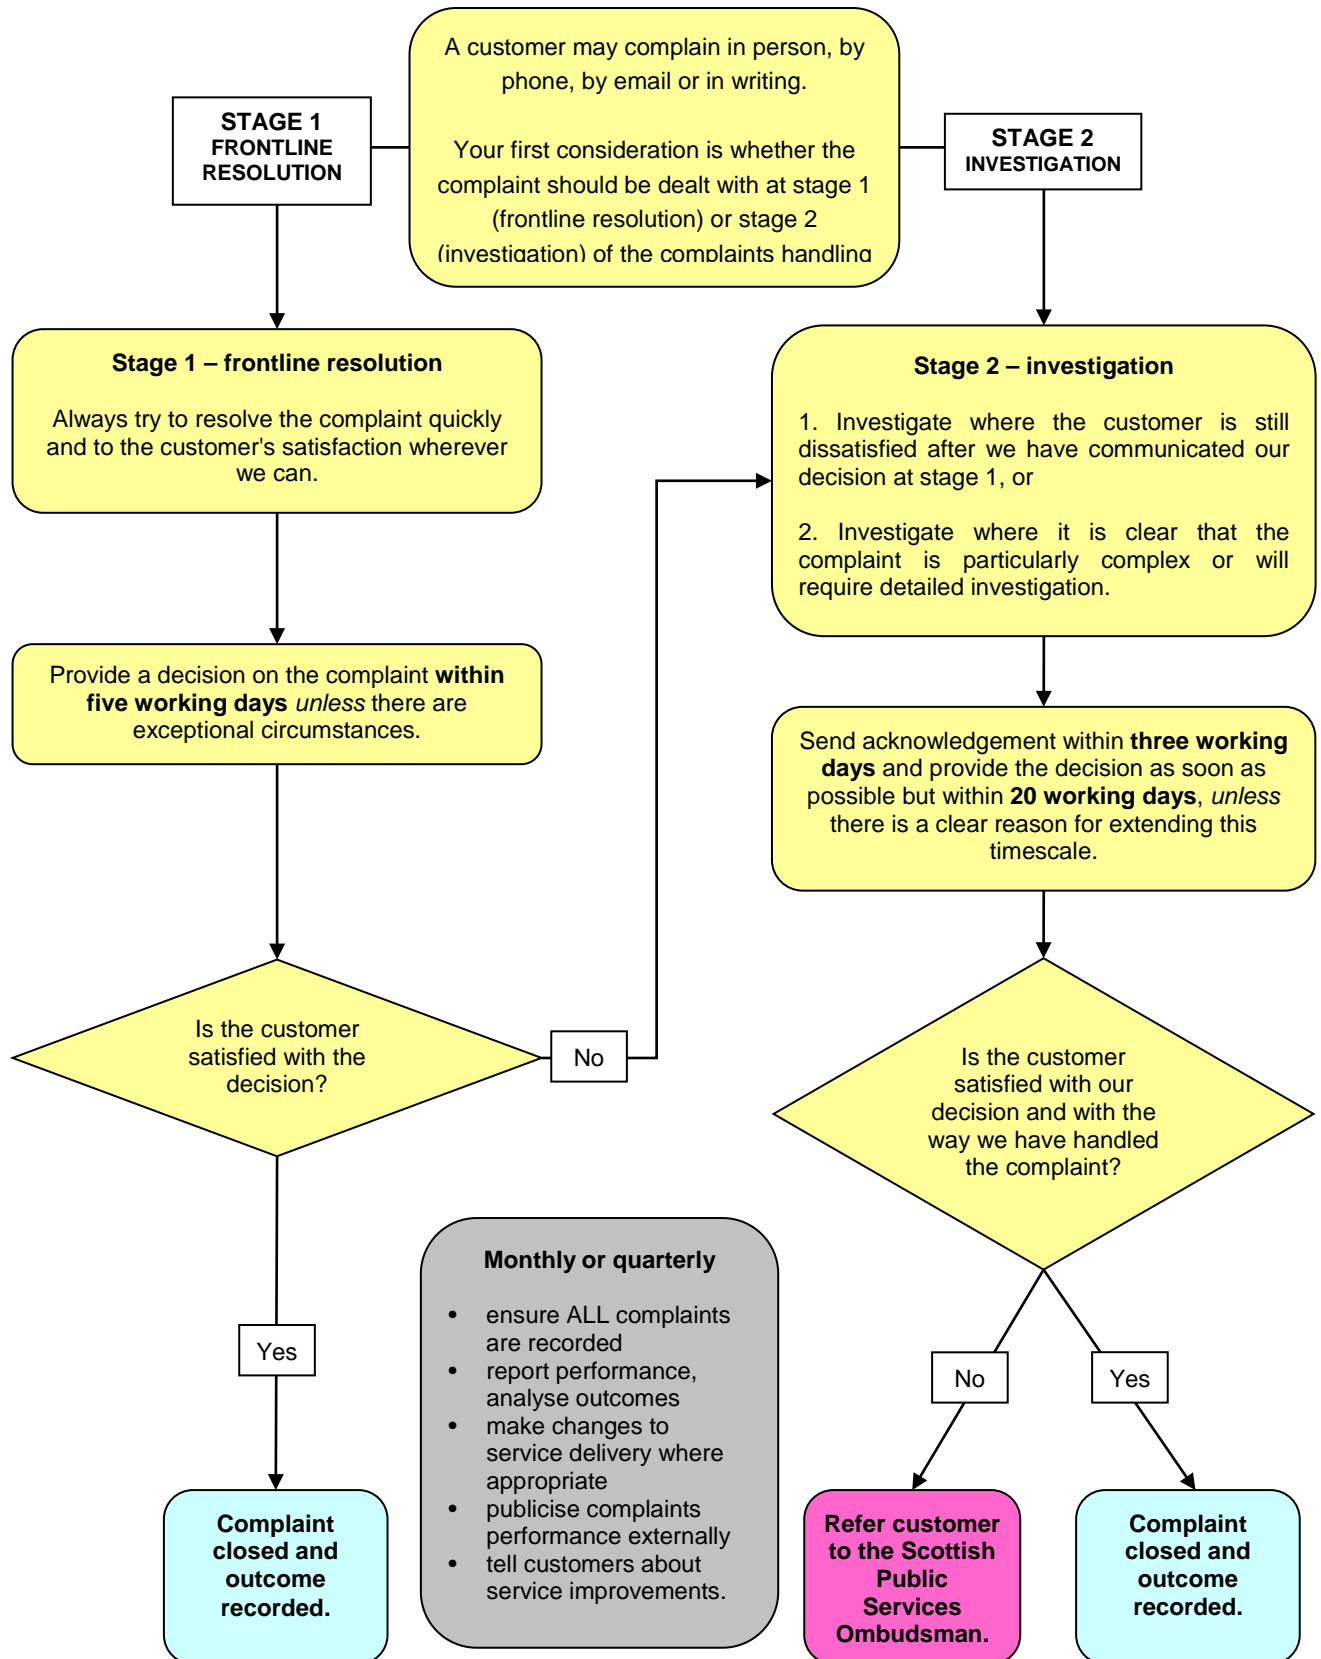 A customer may complain in person, by
phone, by email or in writing.
Your first consideration is whether the
complaint should be dealt with at stage 1
(frontline resolution) or stage 2
(investigation) of the complaints handling
STAGE 1
FRONTLINE
RESOLUTION
STAGE 2
INVESTIGATION
Stage 1 – frontline resolution
Always try to resolve the complaint quickly
and to the customer's satisfaction wherever
we can.
Provide a decision on the complaint within
five working days unless there are
exceptional circumstances.
Is the customer
satisfied with the
decision?
No
Yes
Complaint
closed and
outcome
recorded.
Stage 2 – investigation
1. Investigate where the customer is still
dissatisfied after we have communicated our
decision at stage 1, or
2. Investigate where it is clear that the
complaint is particularly complex or will
require detailed investigation.
Send acknowledgement within three working
days and provide the decision as soon as
possible but within 20 working days, unless
there is a clear reason for extending this
timescale.
Is the customer
satisfied with our
decision and with the
way we have handled
the complaint?
No
Yes
Refer customer
to the Scottish
Public
Services
Ombudsman.
Complaint
closed and
outcome
recorded.
Monthly or quarterly
• ensure ALL complaints
are recorded
• report performance,
analyse outcomes
• make changes to
service delivery where
appropriate
• publicise complaints
performance externally
• tell customers about
service improvements.